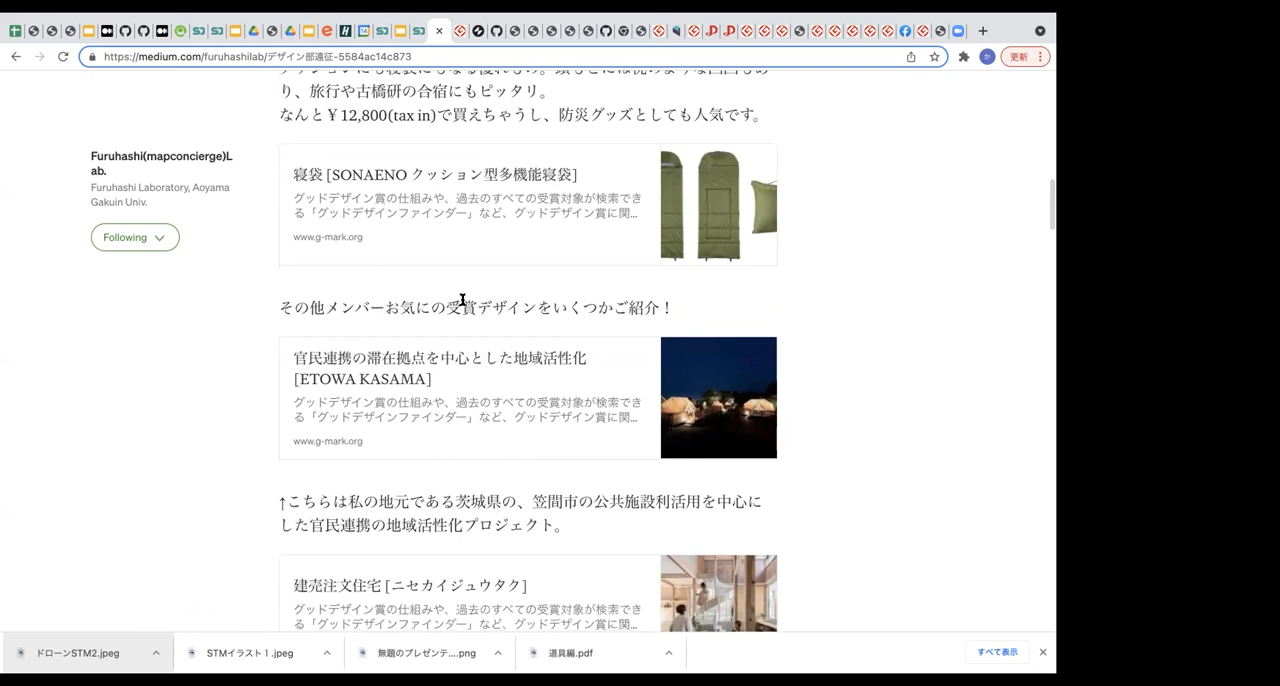 https://medium.com/furuhashilab/デザイン部遠征-5584ac14c873
更新
り、旅行や古橋研の合宿にもピッタリ。
なんと￥12,800(tax in)で買えちゃうし、防災グッズとしても人気です。
Furuhashi(mapconcierge)L
ab.
Furuhashi Laboratory, Aoyama
Gakuin Univ.
Following
寝袋 [SONAENO クッション型多機能寝袋]
グッドデザイン賞の仕組みや、過去のすべての受賞対象が検索でき
る「グッドデザインファインダー」など、グッドデザイン賞に関…
www.g-mark.org
その他メンバーお気にの受賞デザインをいくつかご紹介！
官民連携の滞在拠点を中心とした地域活性化
[ETOWA KASAMA]
グッドデザイン賞の仕組みや、過去のすべての受賞対象が検索でき
る「グッドデザインファインダー」など、グッドデザイン賞に関…
www.g-mark.org
↑こちらは私の地元である茨城県の、笠間市の公共施設利活用を中心に
した官民連携の地域活性化プロジェクト。
建売注文住宅 [ニセカイジュウタク]
グッドデザイン賞の仕組みや、過去のすべての受賞対象が検索でき
る「グッドデザインファインダー」など、グッドデザイン賞に関…
ドローンSTM2.jpeg
STMイラスト１.jpeg
無題のプレゼンテ....png
道具編.pdf
すべて表示